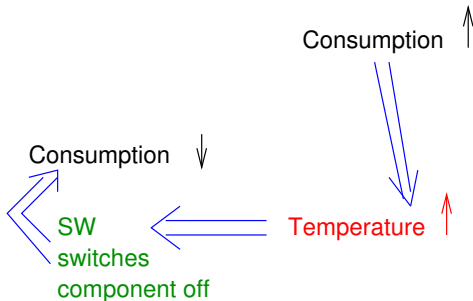 Consumption
Consumption
Temperature
SW
switches
component off